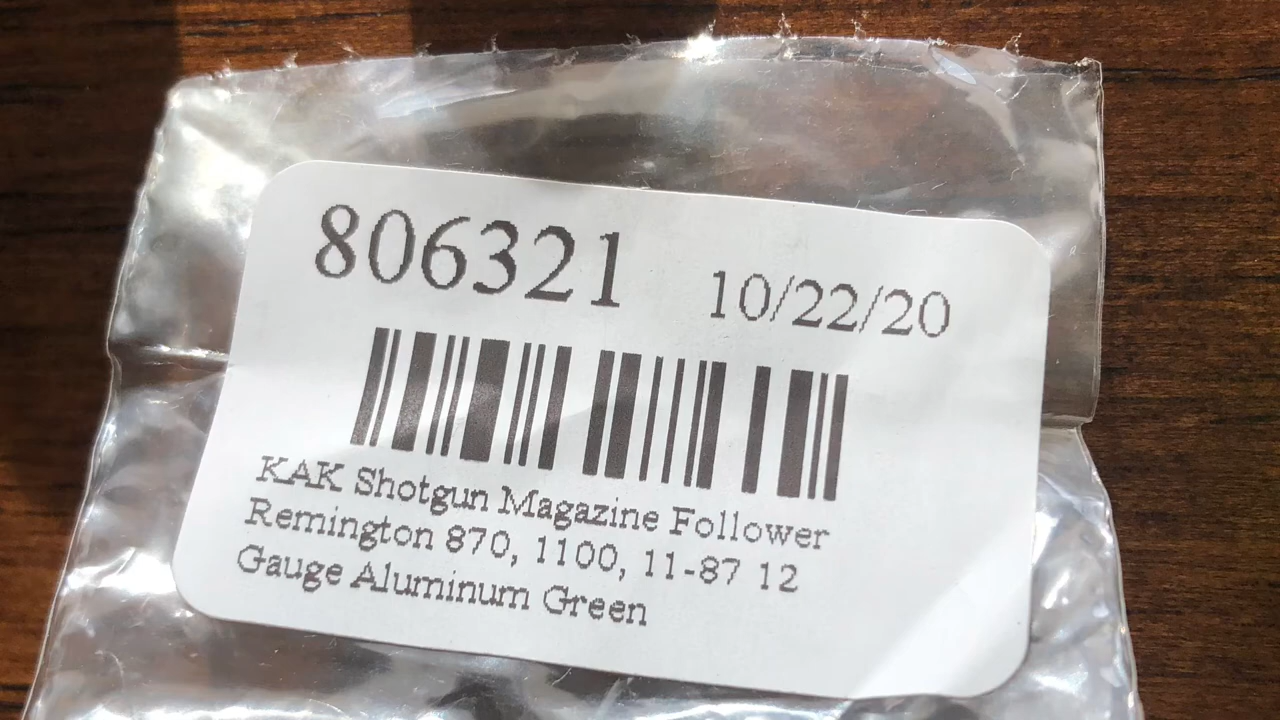 806321 10/22/20
KAK Shotgun Magazine Follower
Remington 870, 1100, 11-87 12
Gauge Aluminum Green